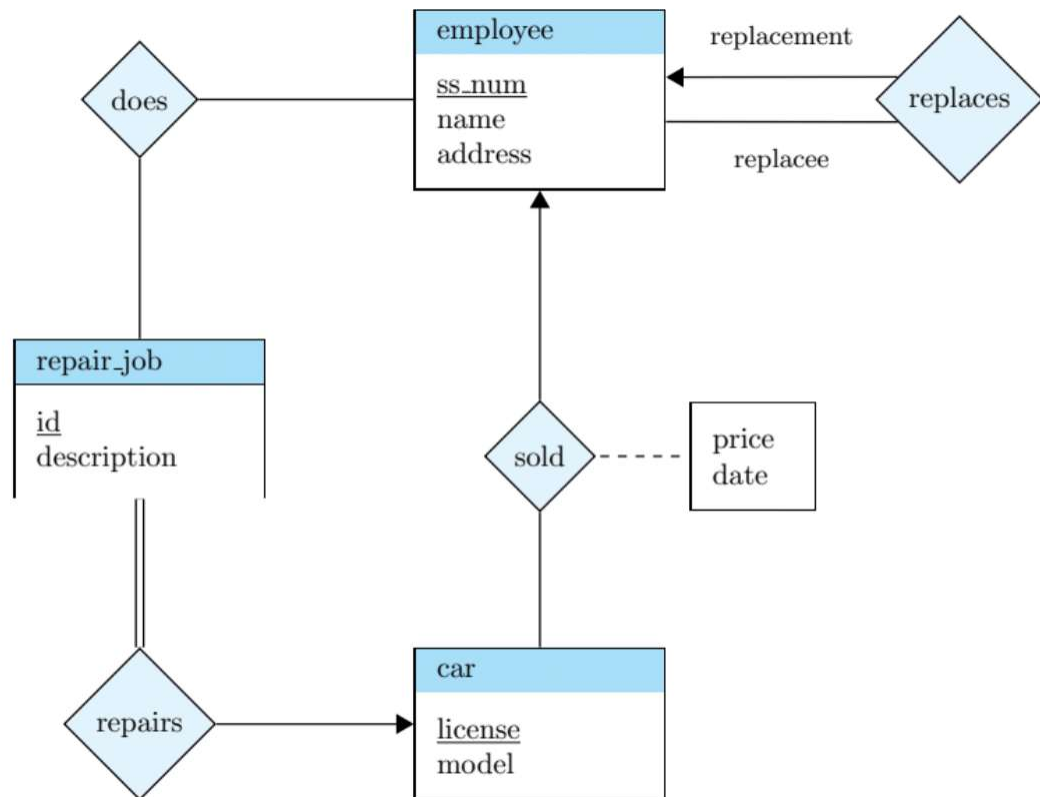 employee
ss_num
name
address
replacement
replaces
replacee
does
repair_job
id
description
sold
price
date
repairs
car
license
model